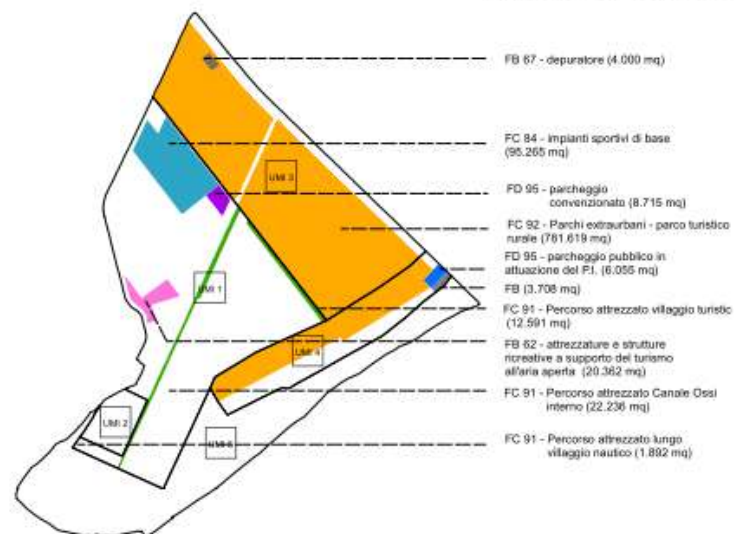 FB 67 - depuratore (4.000 mq)
FC 84 - impianti sportivi di base
(95.265 mq)
FD 95 - parcheggio
convenzionato (8.715 mq)
FC 92 - Parchi extraurbani - parco turistico
rurale (761.619 mq)
FD 95 - parcheggio pubblico in
attuazione del P.I. (6.055 mq)
FB (3.708 mq)
FC 91 - Percorso attrezzato villaggio turistic
(12.591 mq)
FB 62 - attrezzature e strutture
ricreative a supporto del turismo
all'aria aperta (20.362 mq)
FC 91 - Percorso attrezzato Canale Ossi
interno (22.236 mq)
FC 91 - Percorso attrezzato lungo
villaggio nautico (1.892 mq)
UMI 3
UMI 1
UMI 4
UMI 2
UMI 5